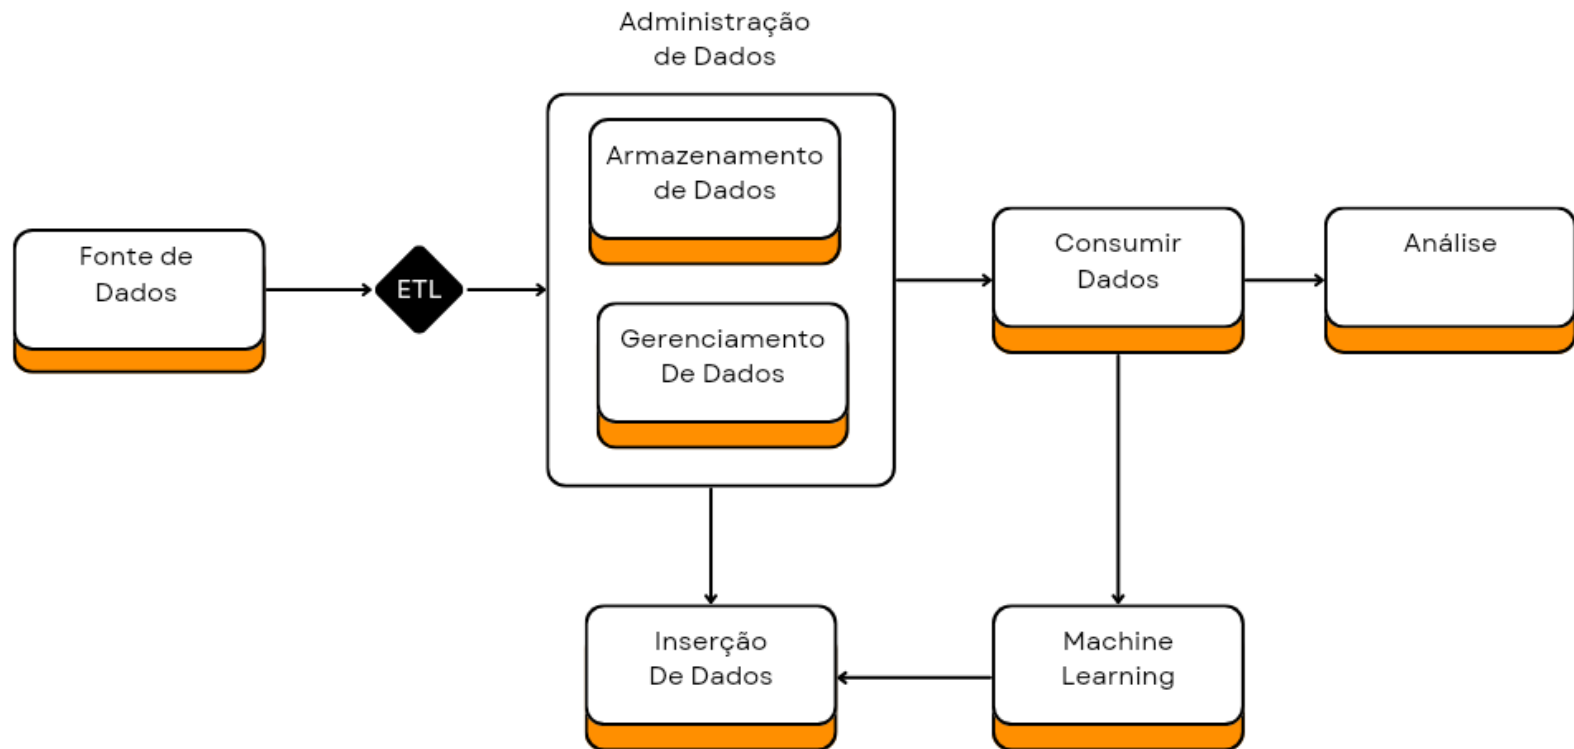 Administração
de Dados
Armazenamento
de Dados
Fonte de
Dados
ETL
Gerenciamento
De Dados
Consumir
Dados
Análise
Inserção
De Dados
Machine
Learning